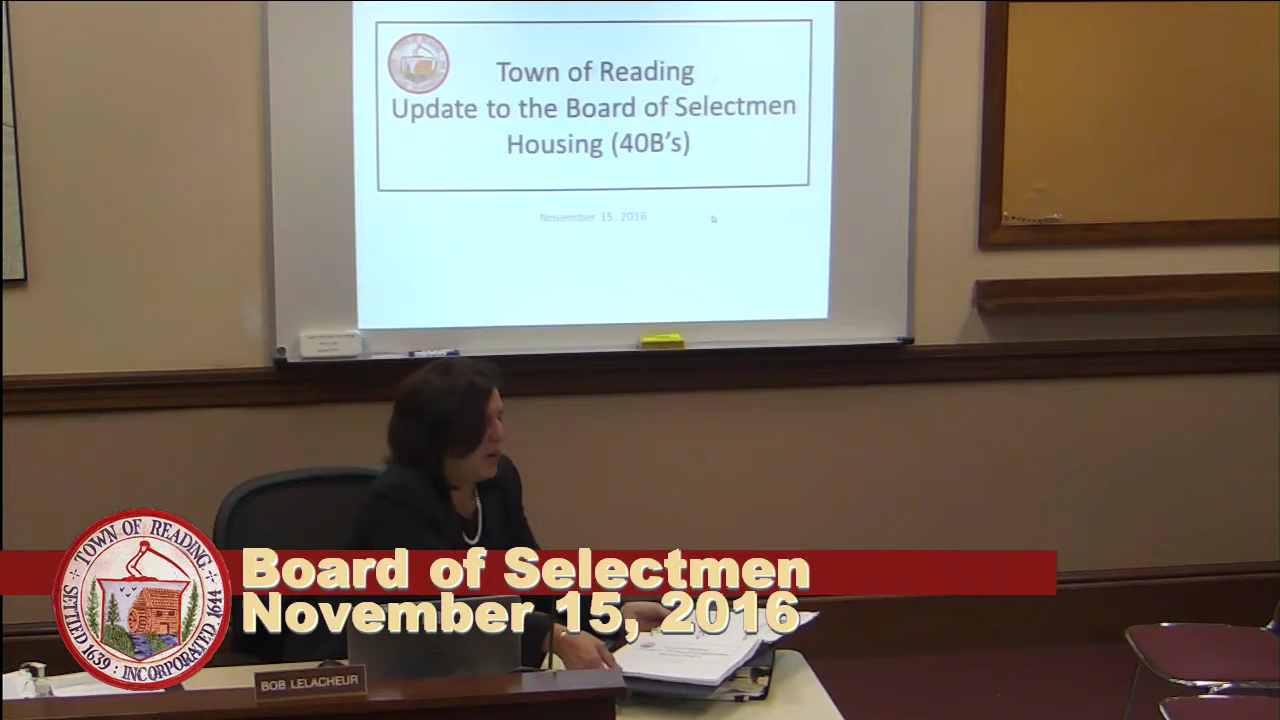 Town of Reading
Update to the Board of Selectmen
Housing (40B's)
November 15, 2016
TOWN OF READING
SETTLED 1639 : INCORPORATED 1644
Board of Selectmen
November 15, 2016
BOB LELACHEUR